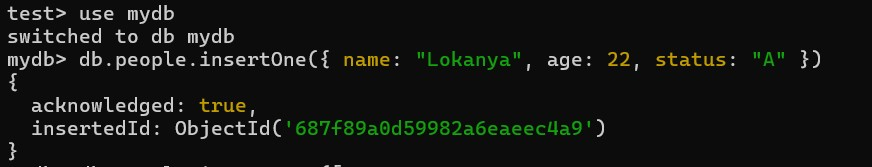 test> use mydb
switched to db mydb
mydb> db.people.insertOne({ name: "Lokanya", age: 22, status: "A" })
{
  acknowledged: true,
  insertedId: ObjectId('687f89a0d59982a6eaeec4a9')
}